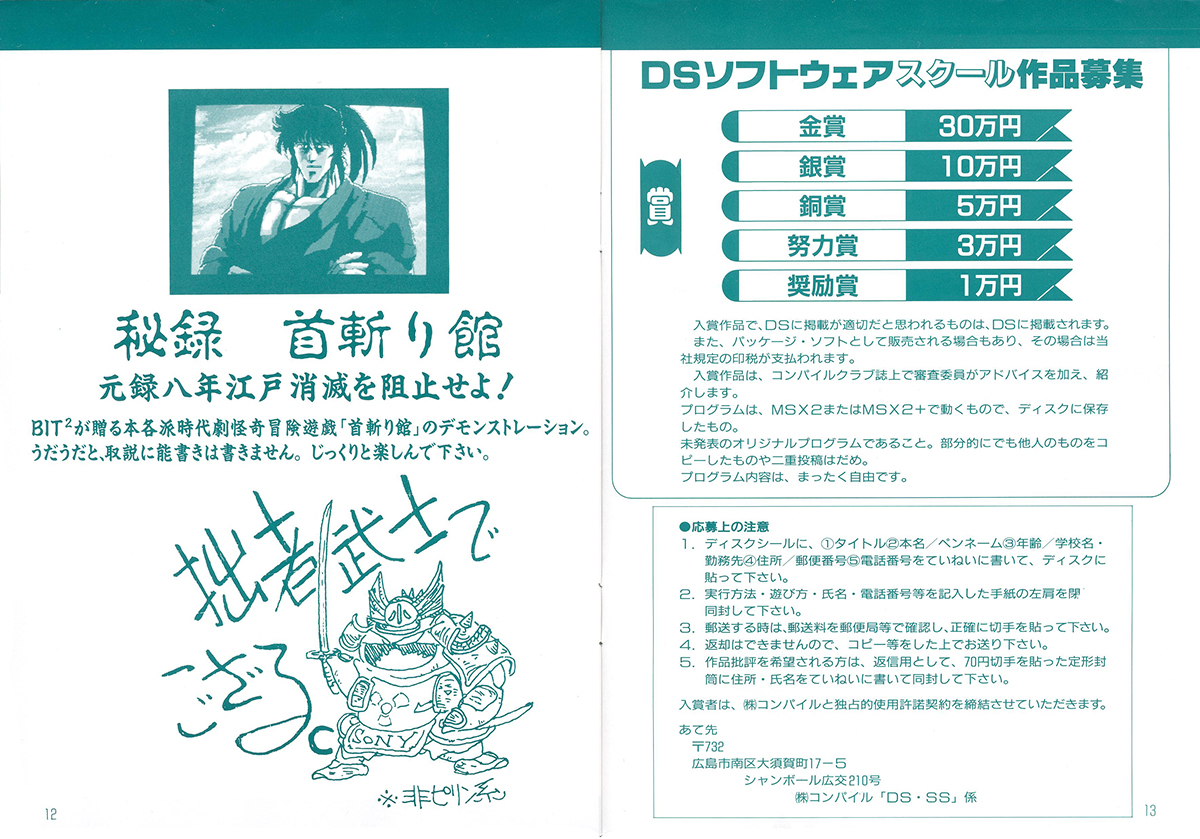 秘録　首斬り館
元録八年江戸消滅を阻止せよ!
BIT²が贈る本各派時代劇怪奇冒険遊戯「首斬り館」のデモンストレーション。
うだうだと、取説に能書きは書きません。じっくりと楽しんで下さい。
拙者武士で
ござる。
小
SONY
※非ピリン系
12
DSソフトウェアスクール作品募集
賞
金賞 30万円
銀賞 10万円
銅賞 5万円
努力賞 3万円
奨励賞 1万円
入賞作品で、DSに掲載が適切だと思われるものは、DSに掲載されます。
また、パッケージ・ソフトとして販売される場合もあり、その場合は当
社規定の印税が支払われます。
入賞作品は、コンパイルクラブ誌上で審査委員がアドバイスを加え、紹
介します。
プログラムは、MSX2またはMSX2+で動くもので、ディスクに保存
したもの。
未発表のオリジナルプログラムであること。部分的にでも他人のものをコ
ピーしたものや二重投稿はだめ。
プログラム内容は、まったく自由です。
●応募上の注意
1．ディスクシールに、①タイトル②本名／ペンネーム③年齢／学校名・
勤務先④住所／郵便番号⑤電話番号をていねいに書いて、ディスクに
貼って下さい。
2．実行方法・遊び方・氏名・電話番号等を記入した手紙の左肩を閉
同封して下さい。
3．郵送する時は、郵送料を郵便局等で確認し、正確に切手を貼って下さい。
4．返却はできませんので、コピー等をした上でお送り下さい。
5．作品批評を希望される方は、返信用として、70円切手を貼った定形封
筒に住所・氏名をていねいに書いて同封して下さい。
入賞者は、㈱コンパイルと独占的使用許諾契約を締結させていただきます。
あて先
〒732
広島市南区大須賀町17－5
シャンボール広交210号
㈱コンパイル「DS・SS」係
13